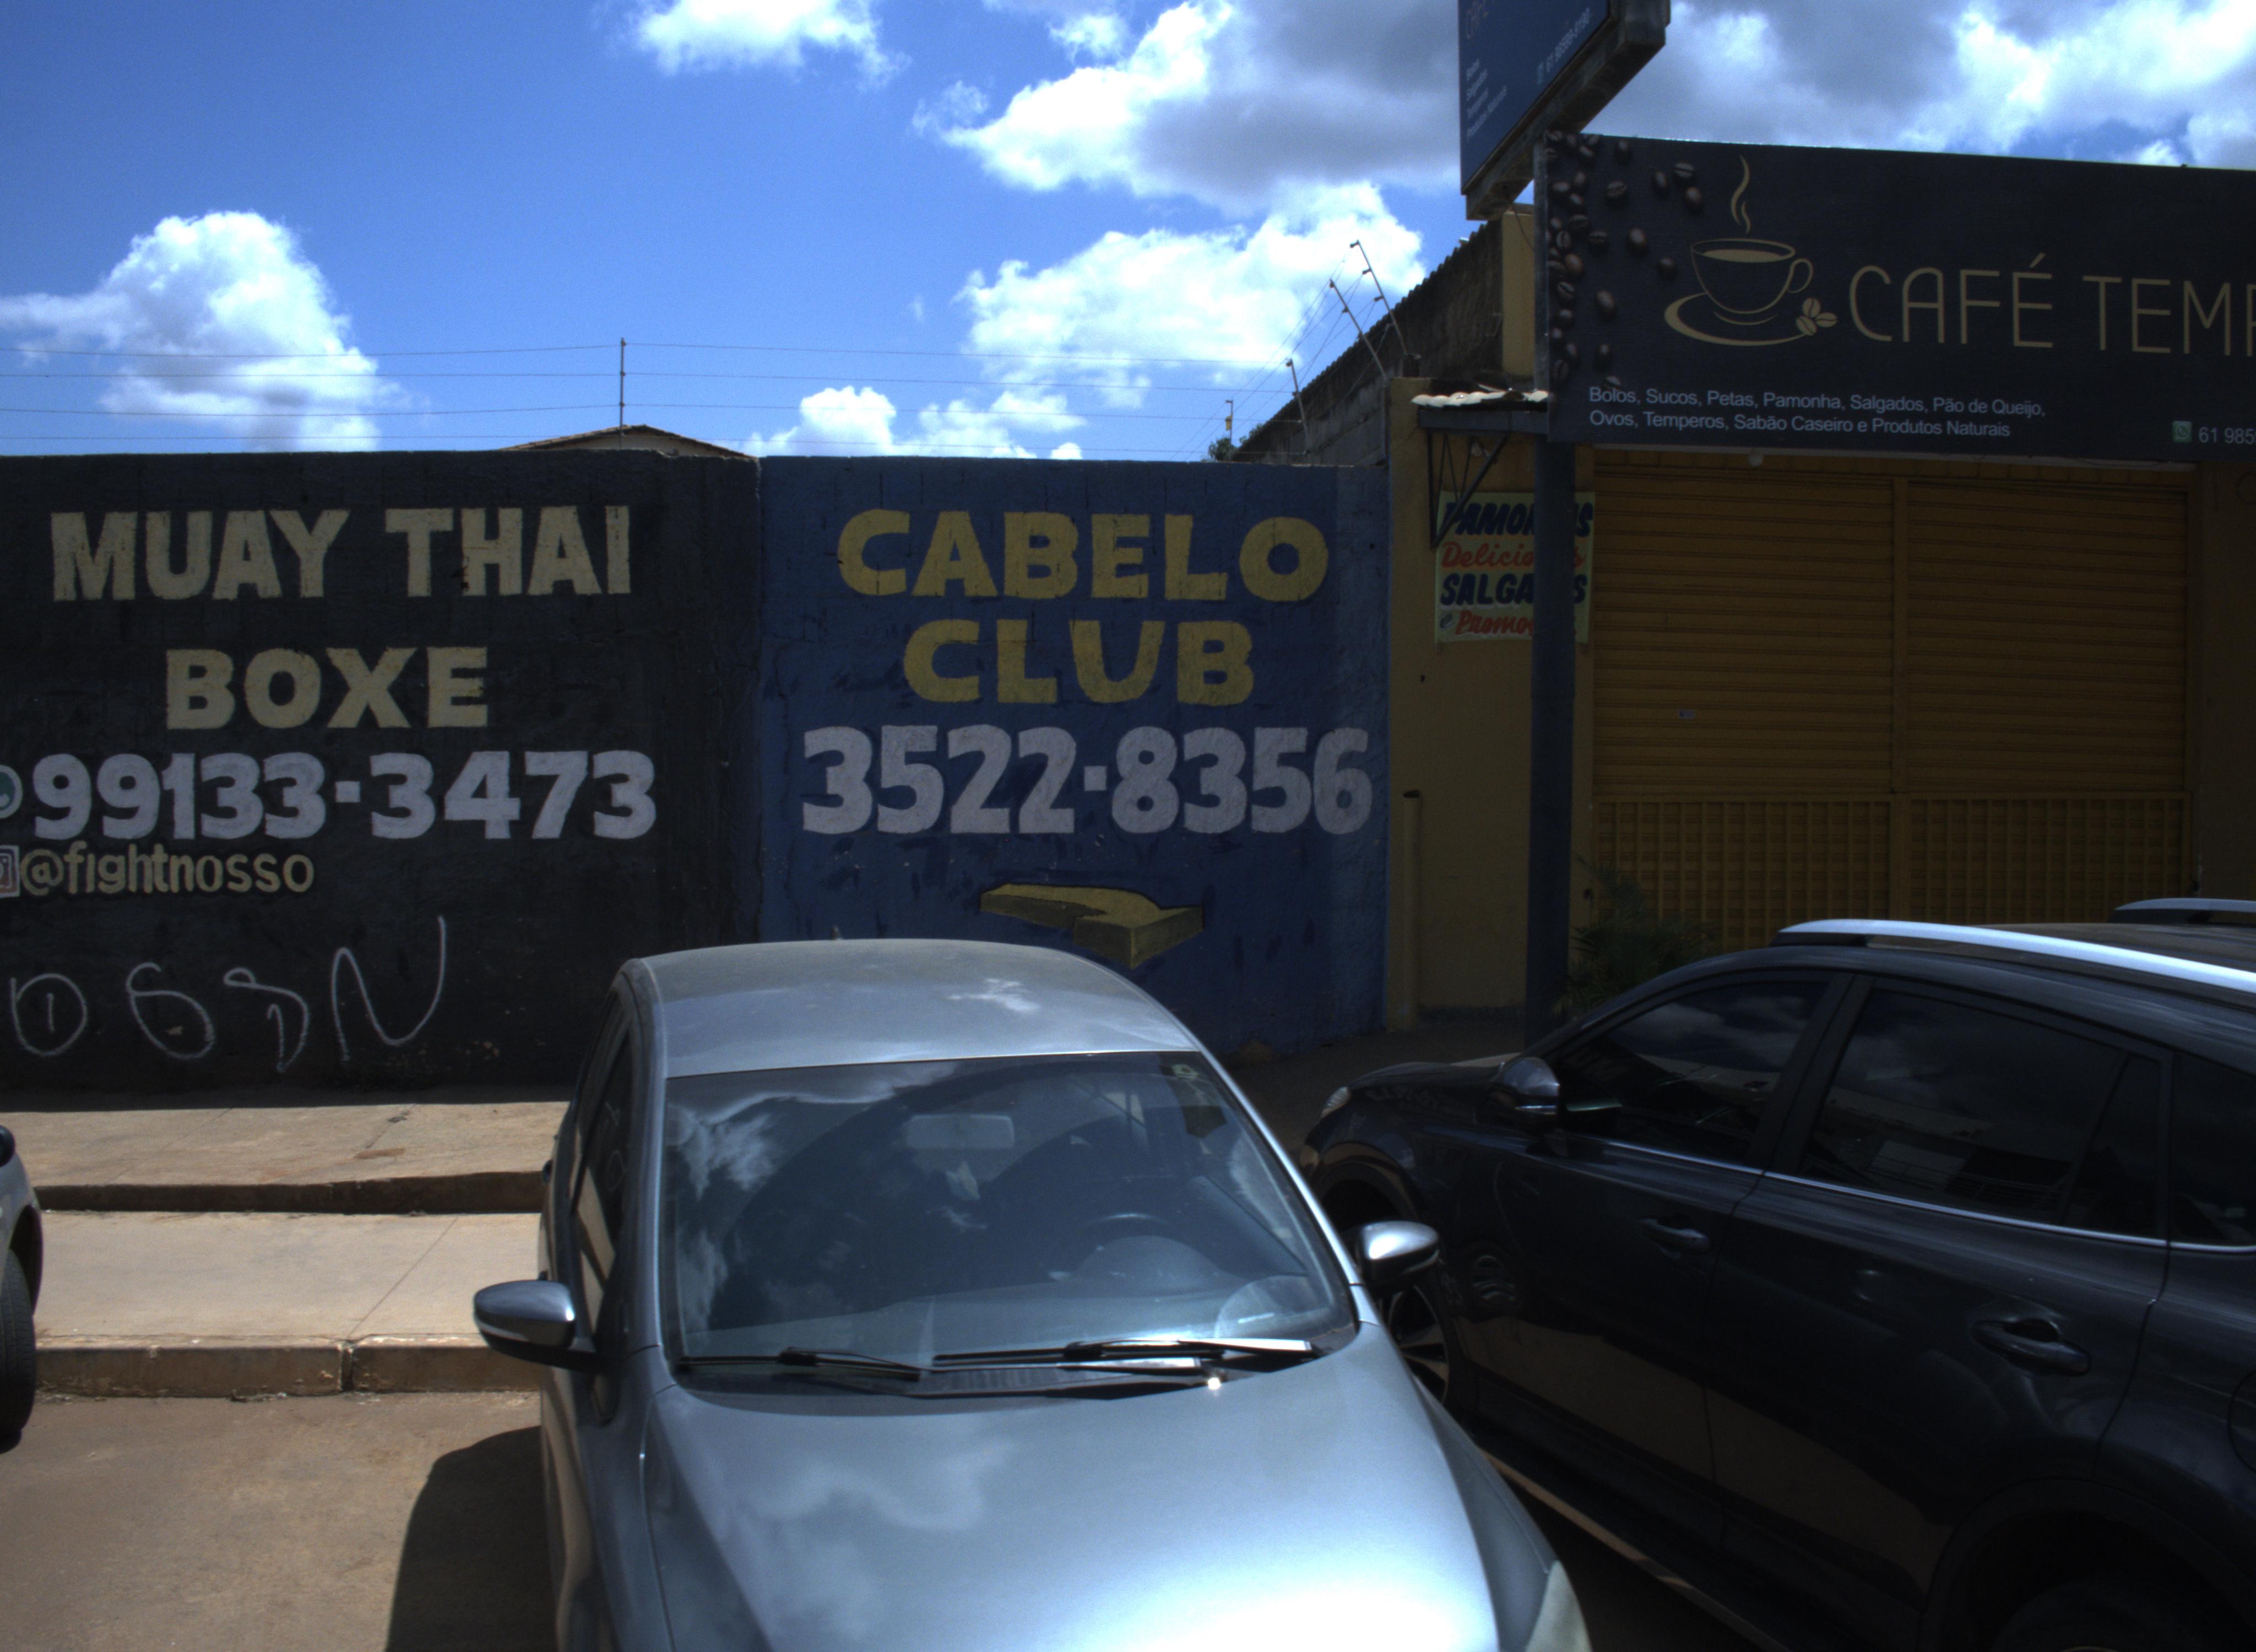 MUAY THAI
BOXE
99133-3473
@fightnosso
CABELO
CLUB
3522-8356
CAFÉ
CAFÉ TEMP
Bolos, Sucos, Petas, Pamonha, Salgados, Pão de Queijo,
Ovos, Temperos, Sabão Caseiro e Produtos Naturais
61 985